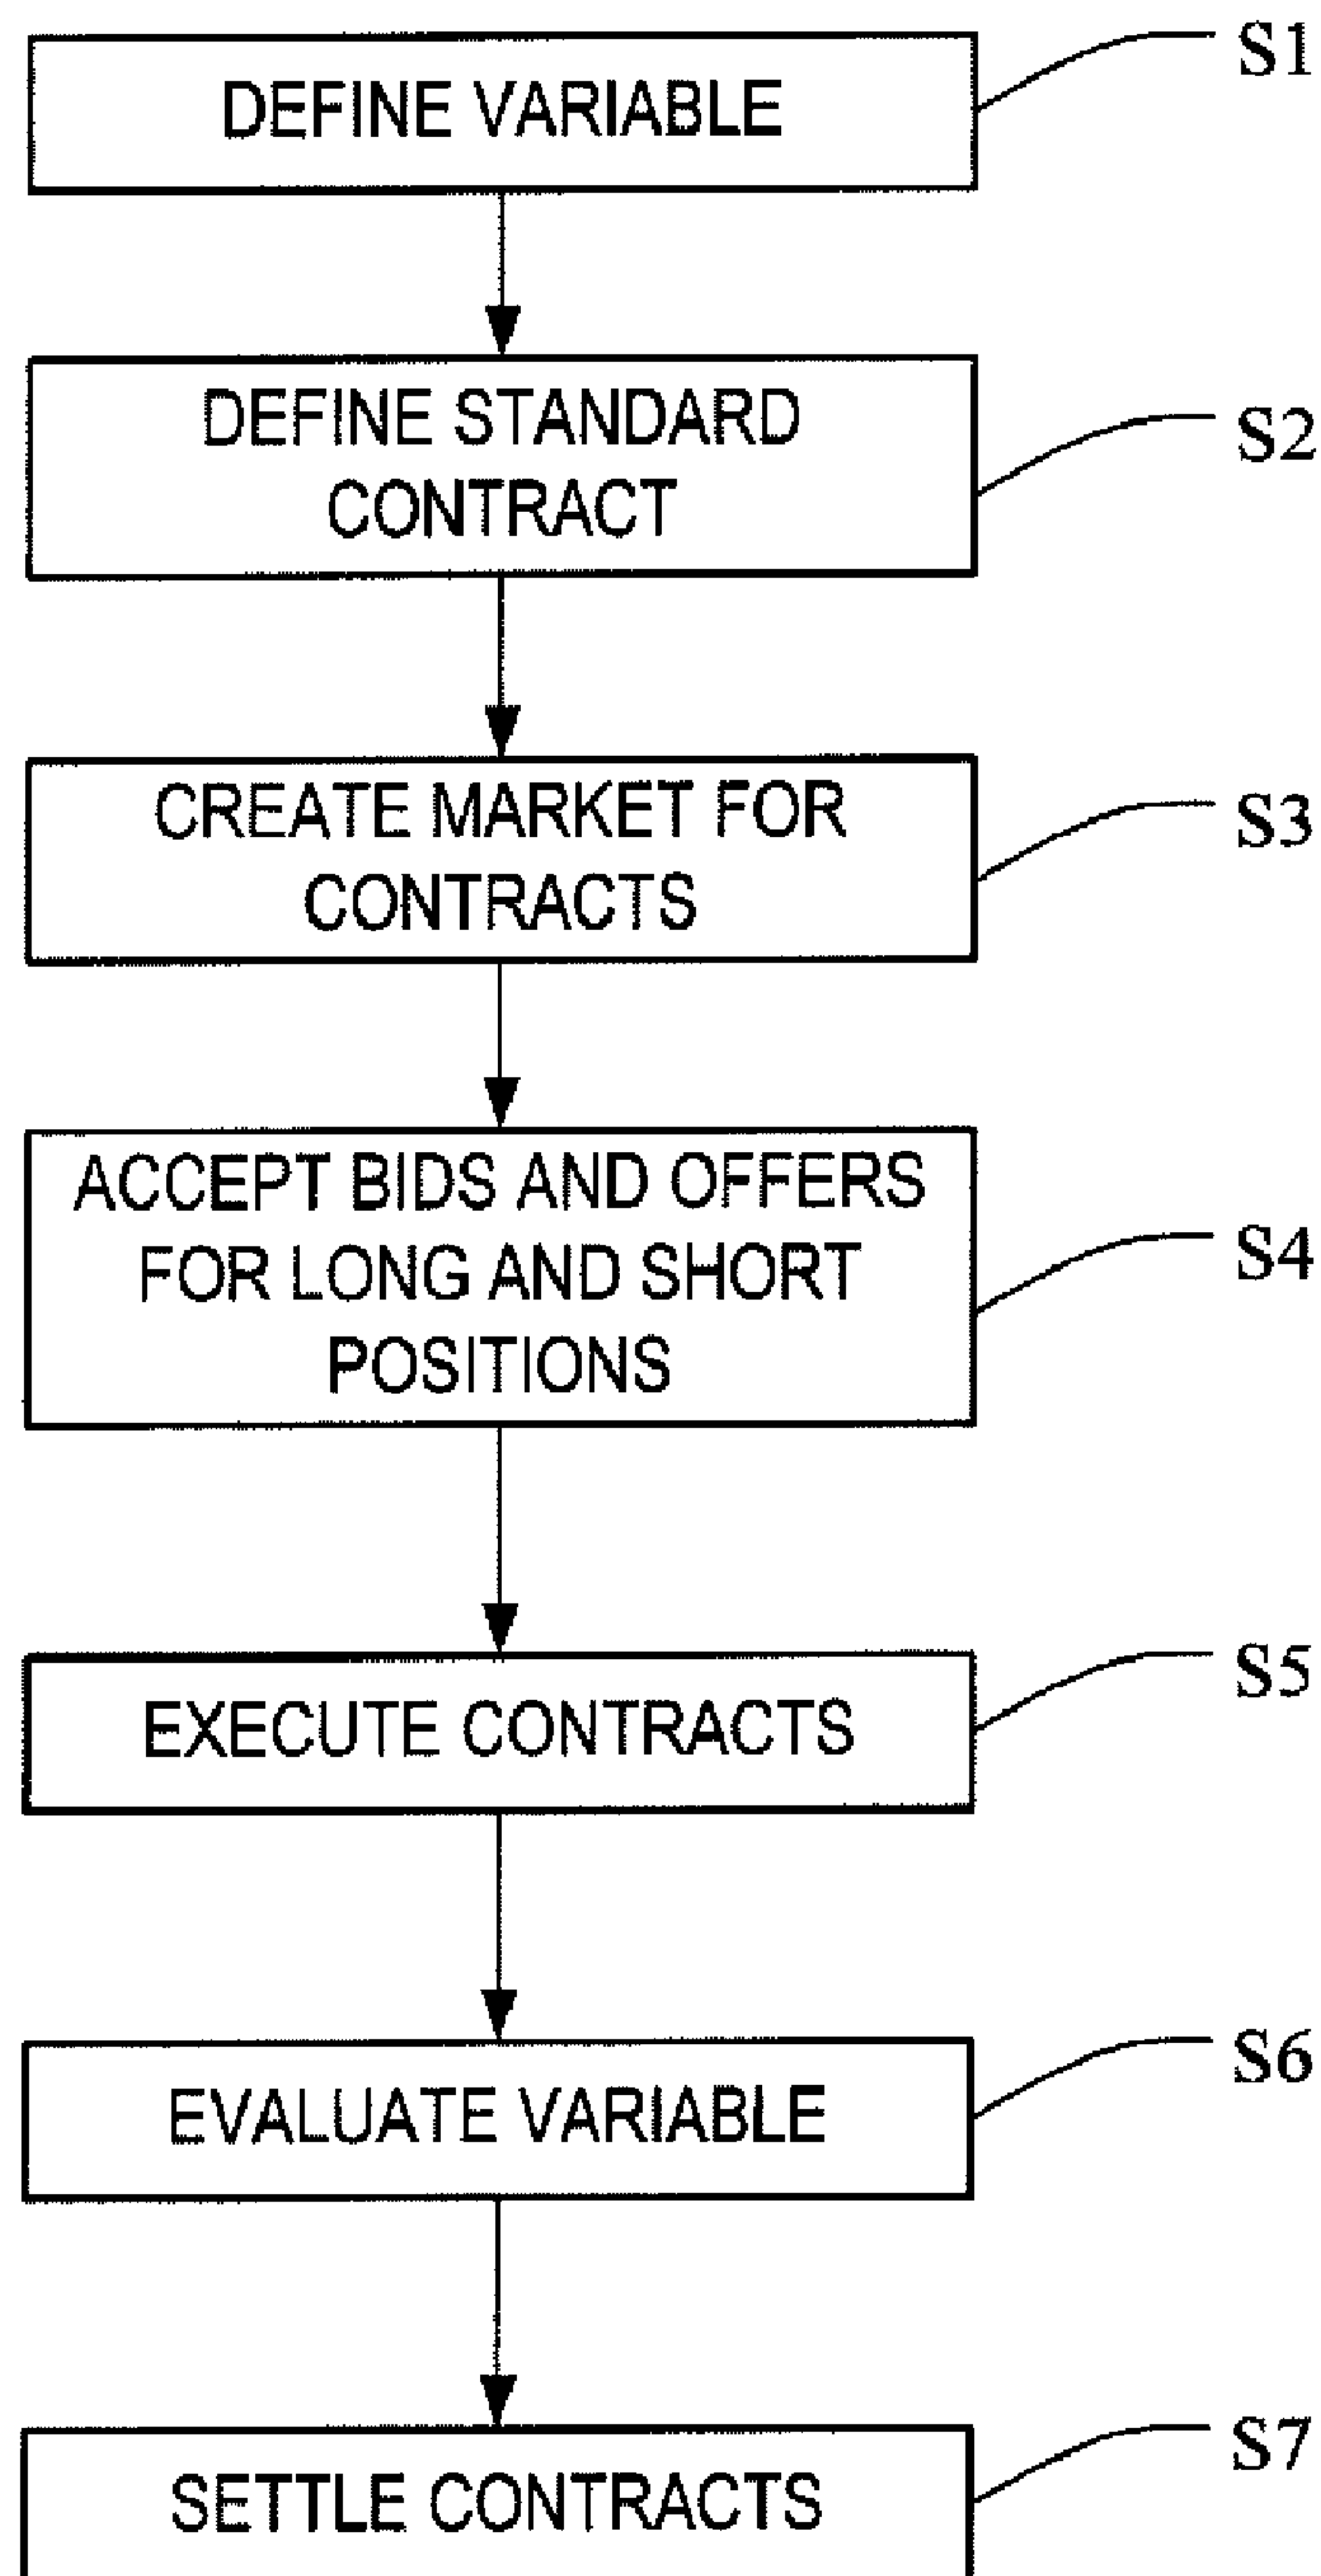 DEFINE VARIABLE
S1
DEFINE STANDARD
CONTRACT
S2
CREATE MARKET FOR
CONTRACTS
S3
ACCEPT BIDS AND OFFERS
FOR LONG AND SHORT
POSITIONS
S4
EXECUTE CONTRACTS
S5
EVALUATE VARIABLE
S6
SETTLE CONTRACTS
S7